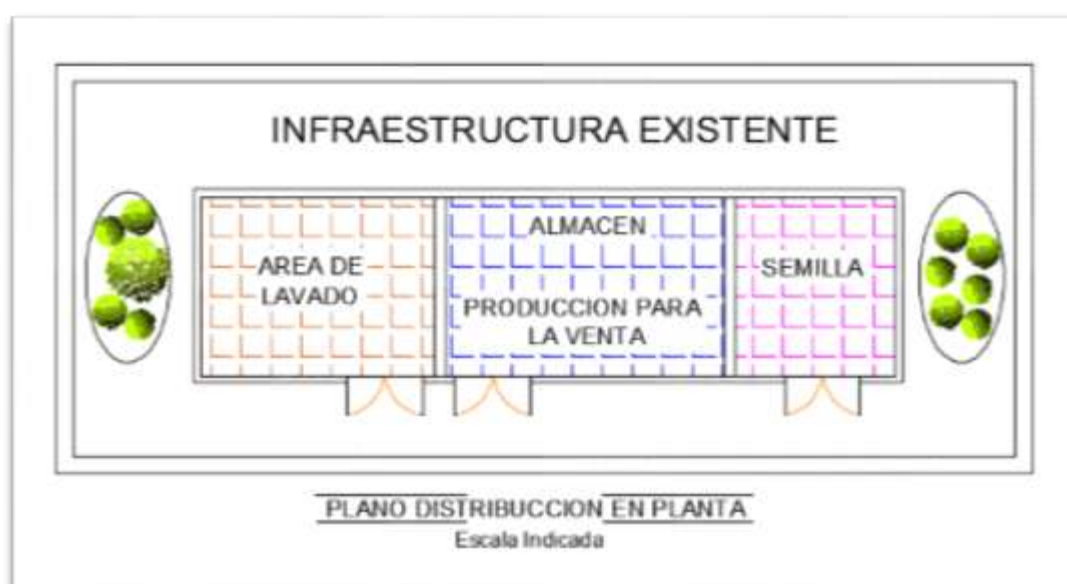 INFRAESTRUCTURA EXISTENTE
AREA DE
LAVADO
ALMACEN
PRODUCCION PARA
LA VENTA
SEMILLA
PLANO DISTRIBUCCION EN PLANTA
Escala Indicada